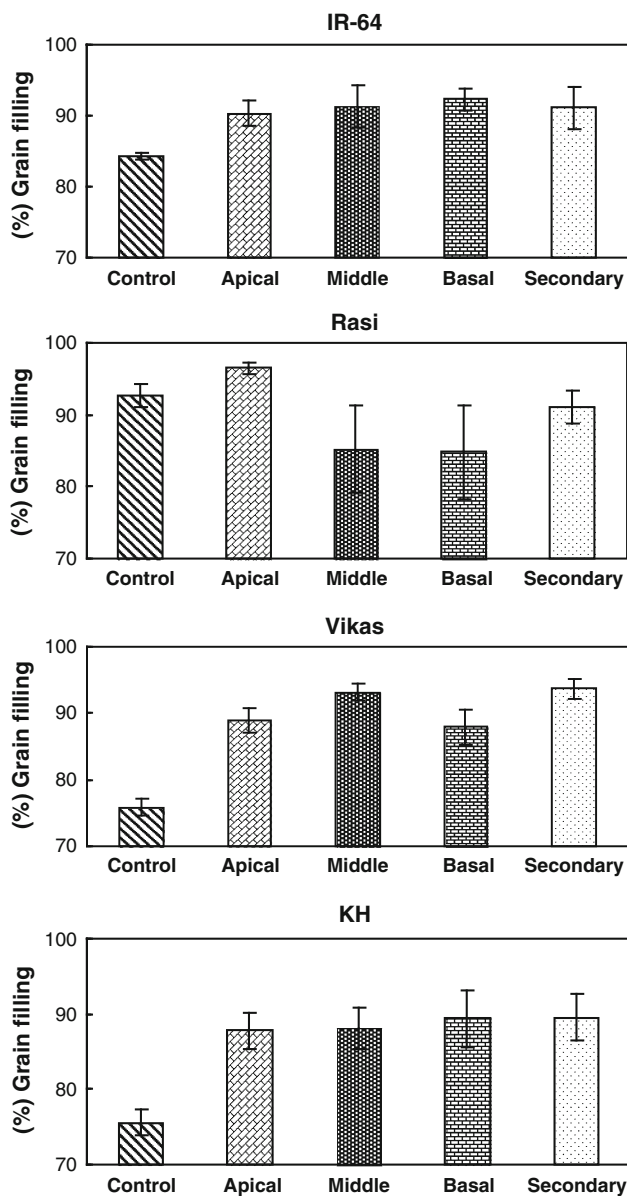 IR-64
(%) Grain filling
100
90
80
70
Control Apical Middle Basal Secondary
Rasi
(%) Grain filling
100
90
80
70
Control Apical Middle Basal Secondary
Vikas
(%) Grain filling
100
90
80
70
Control Apical Middle Basal Secondary
KH
(%) Grain filling
100
90
80
70
Control Apical Middle Basal Secondary